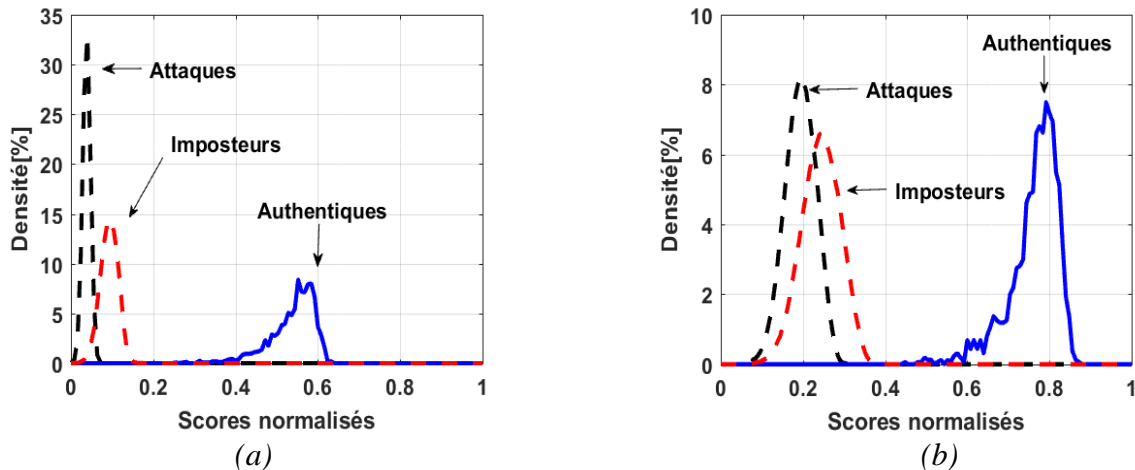 35
30
25
20
15
10
5
0
Densité[%]
Attaques
Imposteurs
Authentiques
0 0.2 0.4 0.6 0.8 1
Scores normalisés
(a)
10
8
6
4
2
0
Densité[%]
Authentiques
Attaques
Imposteurs
0 0.2 0.4 0.6 0.8 1
Scores normalisés
(b)